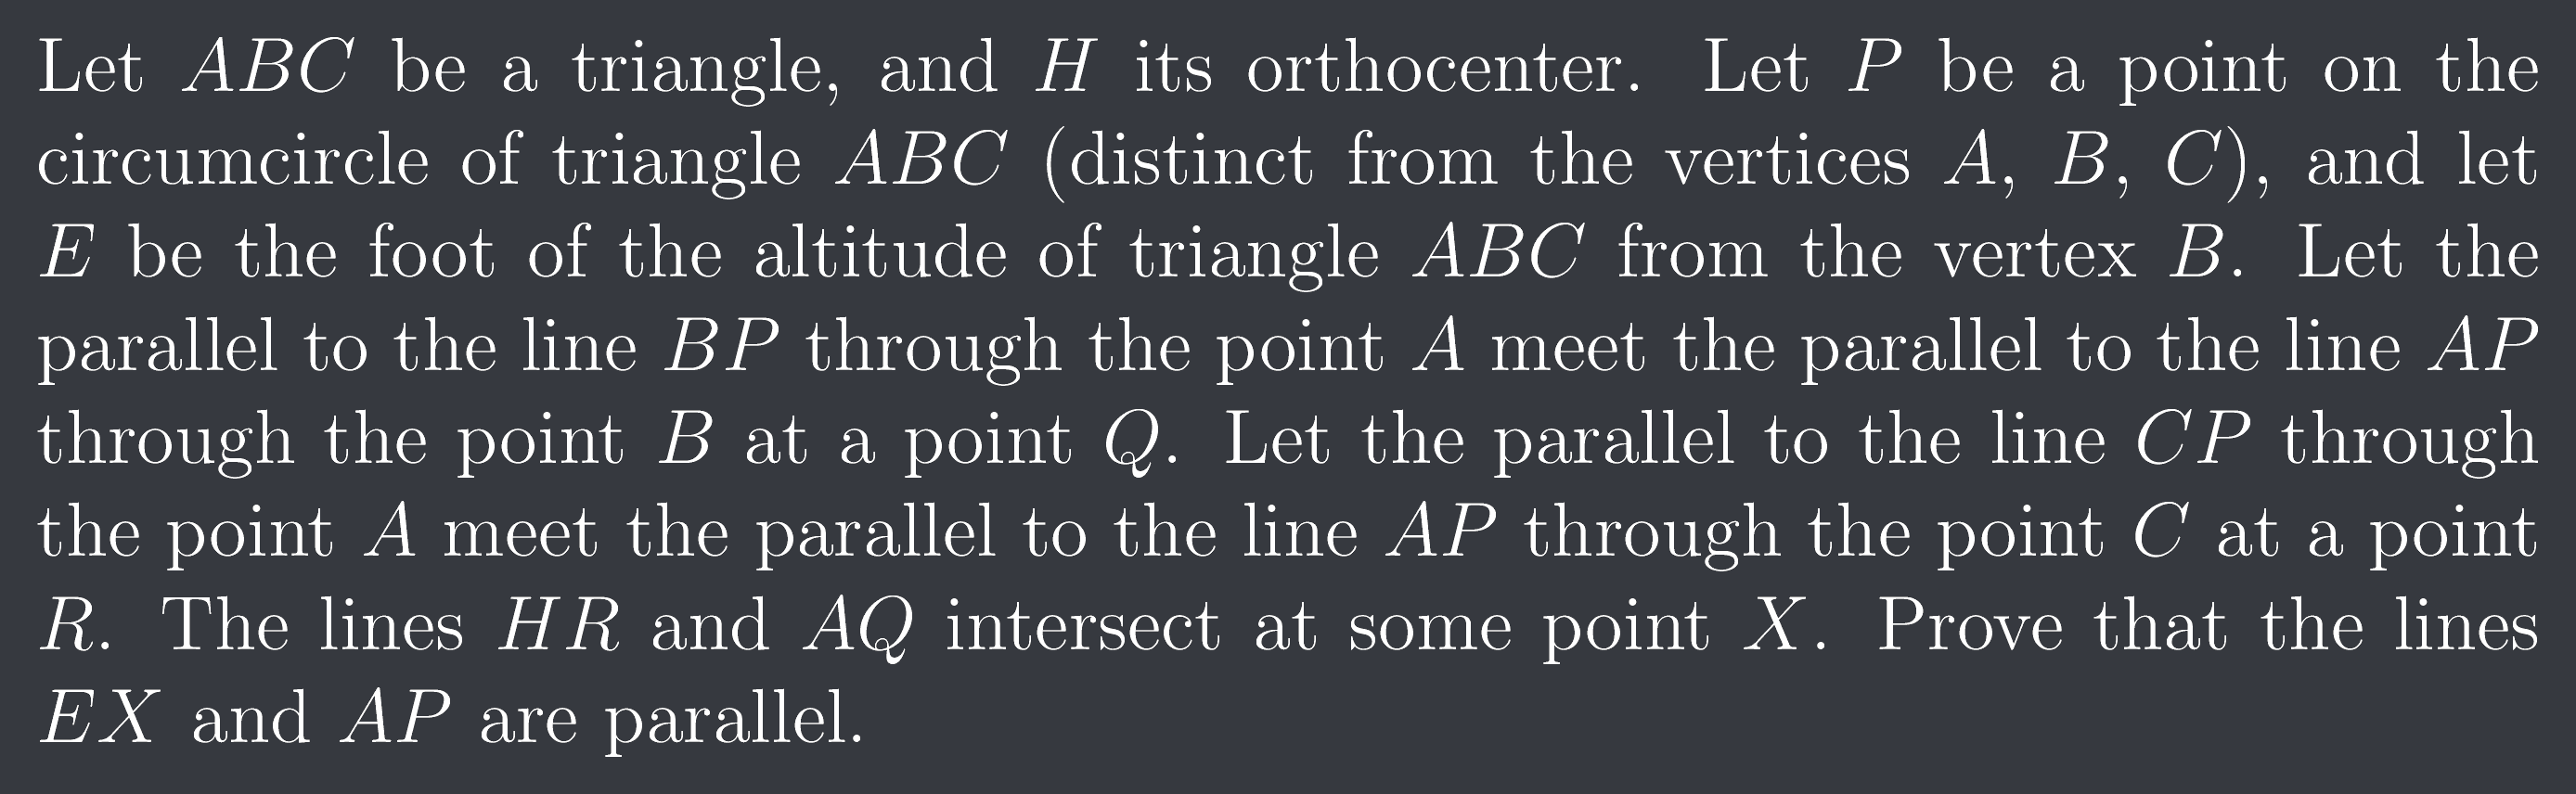 Let ABC be a triangle, and H its orthocenter. Let P be a point on the
circumcircle of triangle ABC (distinct from the vertices A, B, C), and let
E be the foot of the altitude of triangle ABC from the vertex B. Let the
parallel to the line BP through the point A meet the parallel to the line AP
through the point B at a point Q. Let the parallel to the line CP through
the point A meet the parallel to the line AP through the point C at a point
R. The lines HR and AQ intersect at some point X. Prove that the lines
EX and AP are parallel.